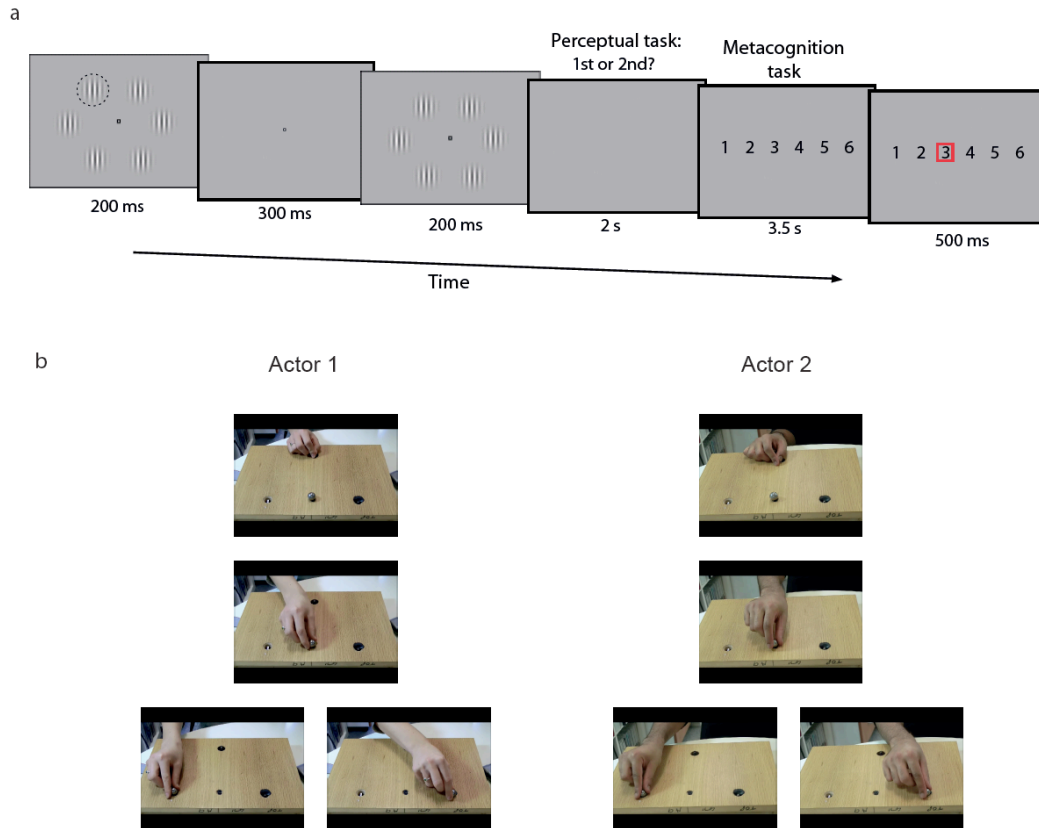 a
Perceptual task:
1st or 2nd?
Metacognition
task
1 2 3 4 5 6
1 2 3 4 5 6
200 ms
300 ms
200 ms
2 s
3.5 s
500 ms
Time
b
Actor 1
Actor 2